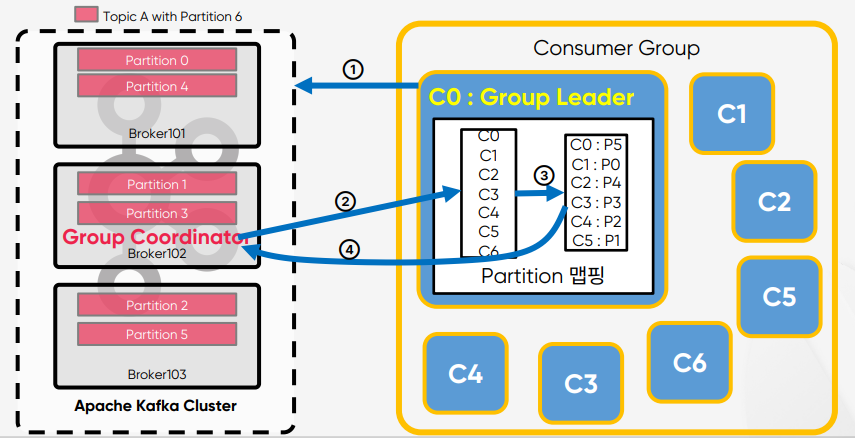 Topic A with Partition 6
Partition 0
Partition 4
Broker101
Partition 1
Partition 3
Group Coordinator
Broker102
Partition 2
Partition 5
Broker103
Apache Kafka Cluster
①
②
③
④
Consumer Group
C0 : Group Leader
C0
C1
C2
C3
C4
C5
C6
C0 : P5
C1 : P0
C2 : P4
C3 : P3
C4 : P2
C5 : P1
Partition 맵핑
C1
C2
C5
C6
C3
C4